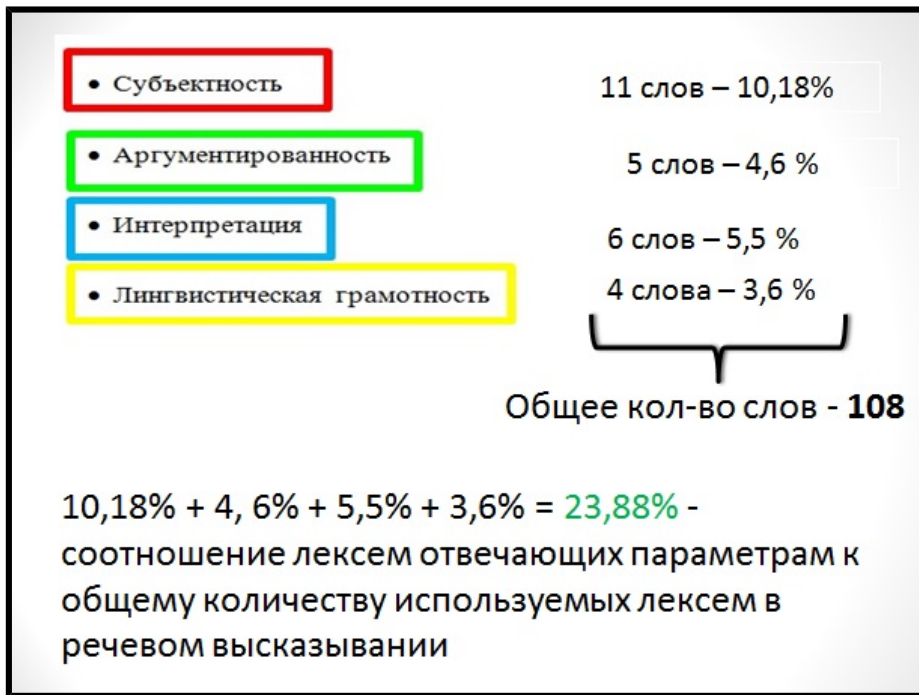 • Субъектность
11 слов – 10,18%
• Аргументированность
5 слов – 4,6 %
• Интерпретация
6 слов – 5,5 %
• Лингвистическая грамотность
4 слова – 3,6 %
Общее кол-во слов - 108
10,18% + 4, 6% + 5,5% + 3,6% = 23,88% -
соотношение лексем отвечающих параметрам к
общему количеству используемых лексем в
речевом высказывании